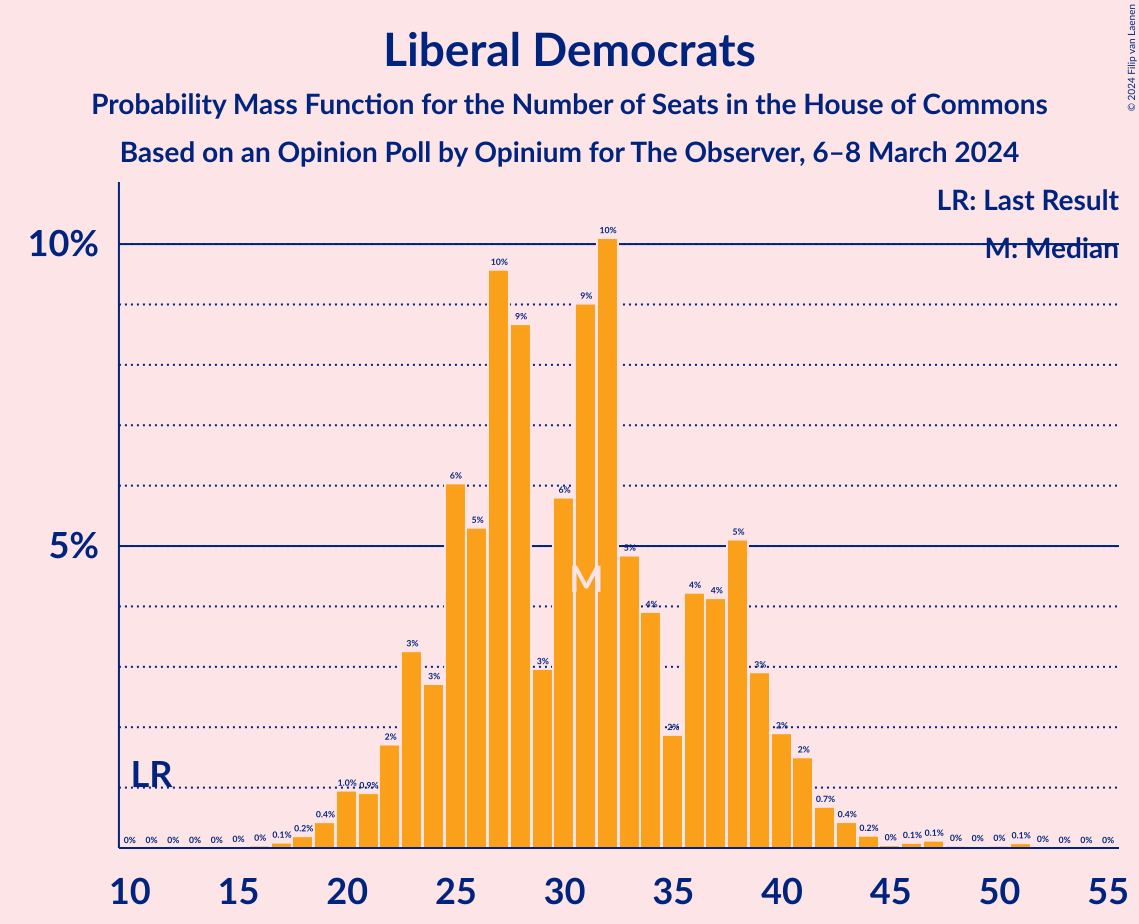 Liberal Democrats
Probability Mass Function for the Number of Seats in the House of Commons
Based on an Opinion Poll by Opinium for The Observer, 6–8 March 2024
© 2024 Filip van Laenen
LR: Last Result
M: Median
10%
5%
0% 0% 0% 0% 0% 0% 0% 0.1% 0.2% 0.4% 1.0% 0.9% 2% 3% 3% 6% 5% 10% 9% 3% 6% 9% 10% 5% 4% 2% 4% 4% 5% 3% 2% 2% 0.7% 0.4% 0.2% 0% 0.1% 0.1% 0% 0% 0% 0.1% 0% 0% 0% 0%
M
LR
10 15 20 25 30 35 40 45 50 55